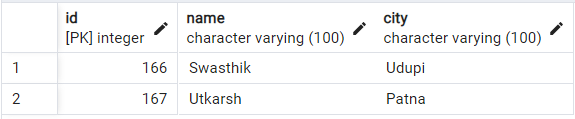 id name city
[PK] integer character varying (100) character varying (100)
1 166 Swasthik Udupi
2 167 Utkarsh Patna